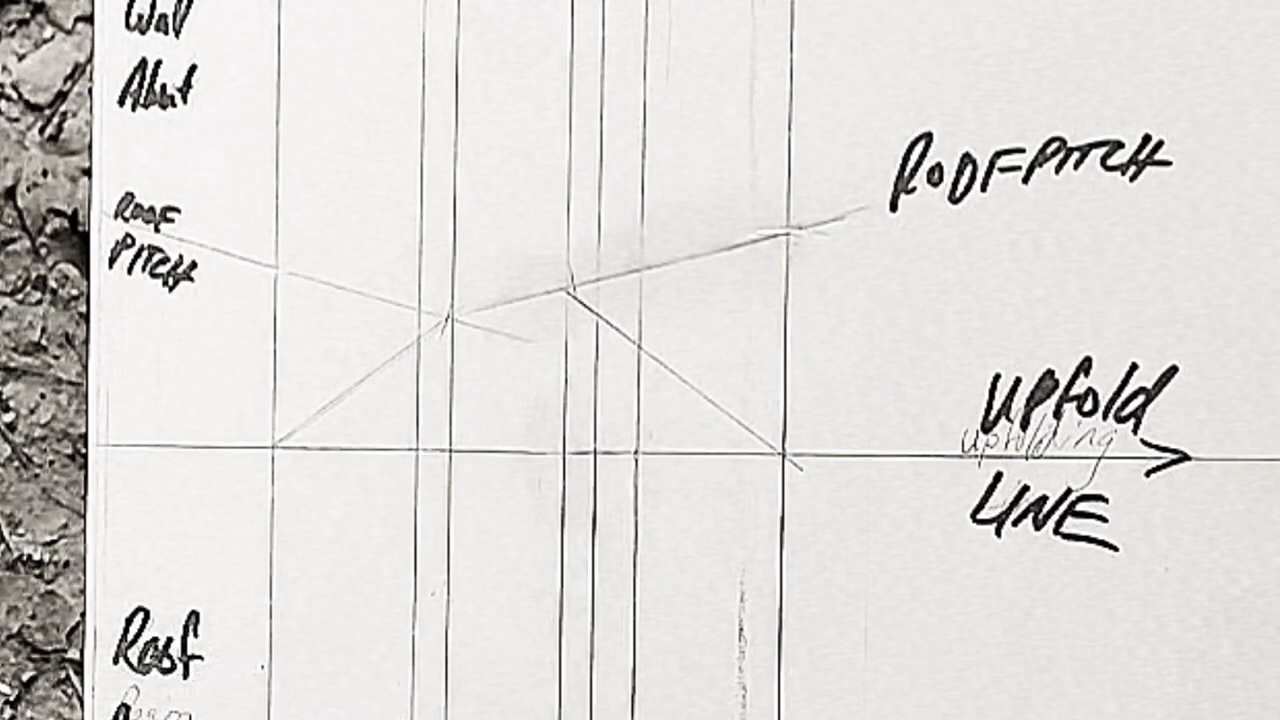 Wall
Abut
ROOF
PITCH
ROOFPITCH
UPfold
upfolding
LINE
Roof